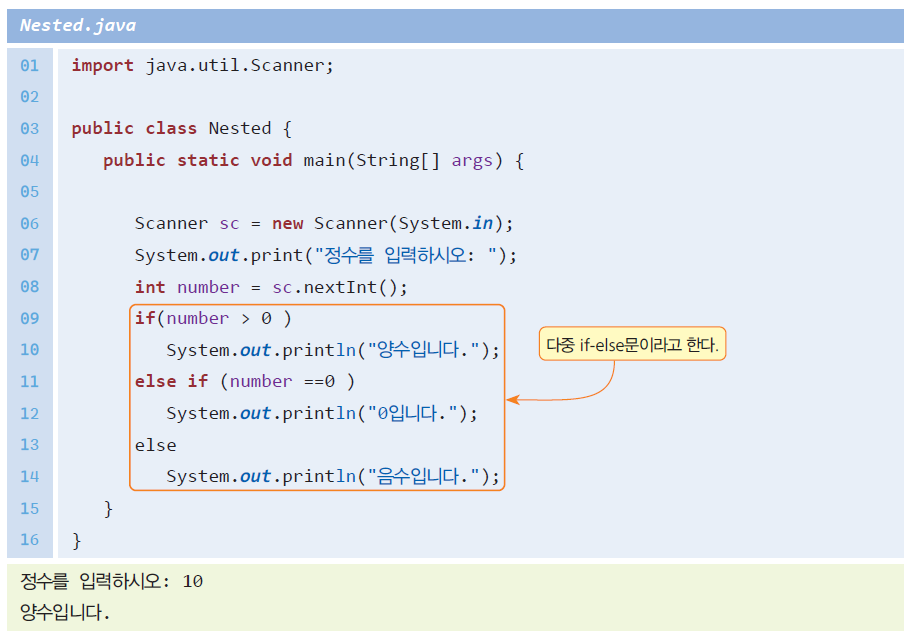 Nested.java
01 import java.util.Scanner;
02
03 public class Nested {
04 public static void main(String[] args) {
05
06 Scanner sc = new Scanner(System.in);
07 System.out.print("정수를 입력하시오: ");
08 int number = sc.nextInt();
09 if(number > 0 )
10 System.out.println("양수입니다.");
다중 if-else문이라고 한다.
11 else if (number ==0 )
12 System.out.println("0입니다.");
13 else
14 System.out.println("음수입니다.");
15 }
16 }
정수를 입력하시오: 10
양수입니다.